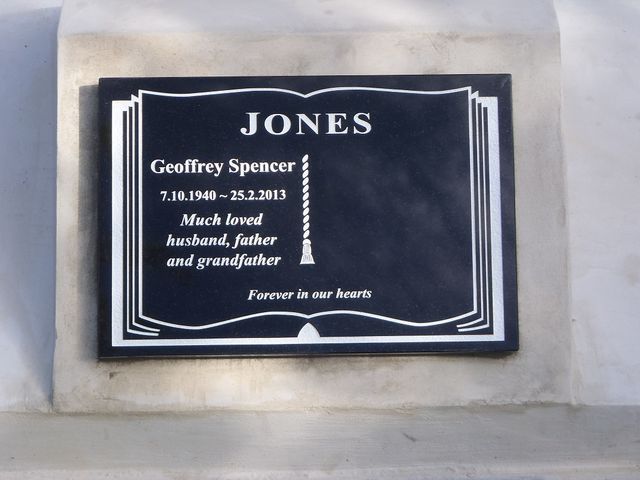 JONES
Geoffrey Spencer
7.10.1940 ~ 25.2.2013
Much loved
husband, father
and grandfather
Forever in our hearts